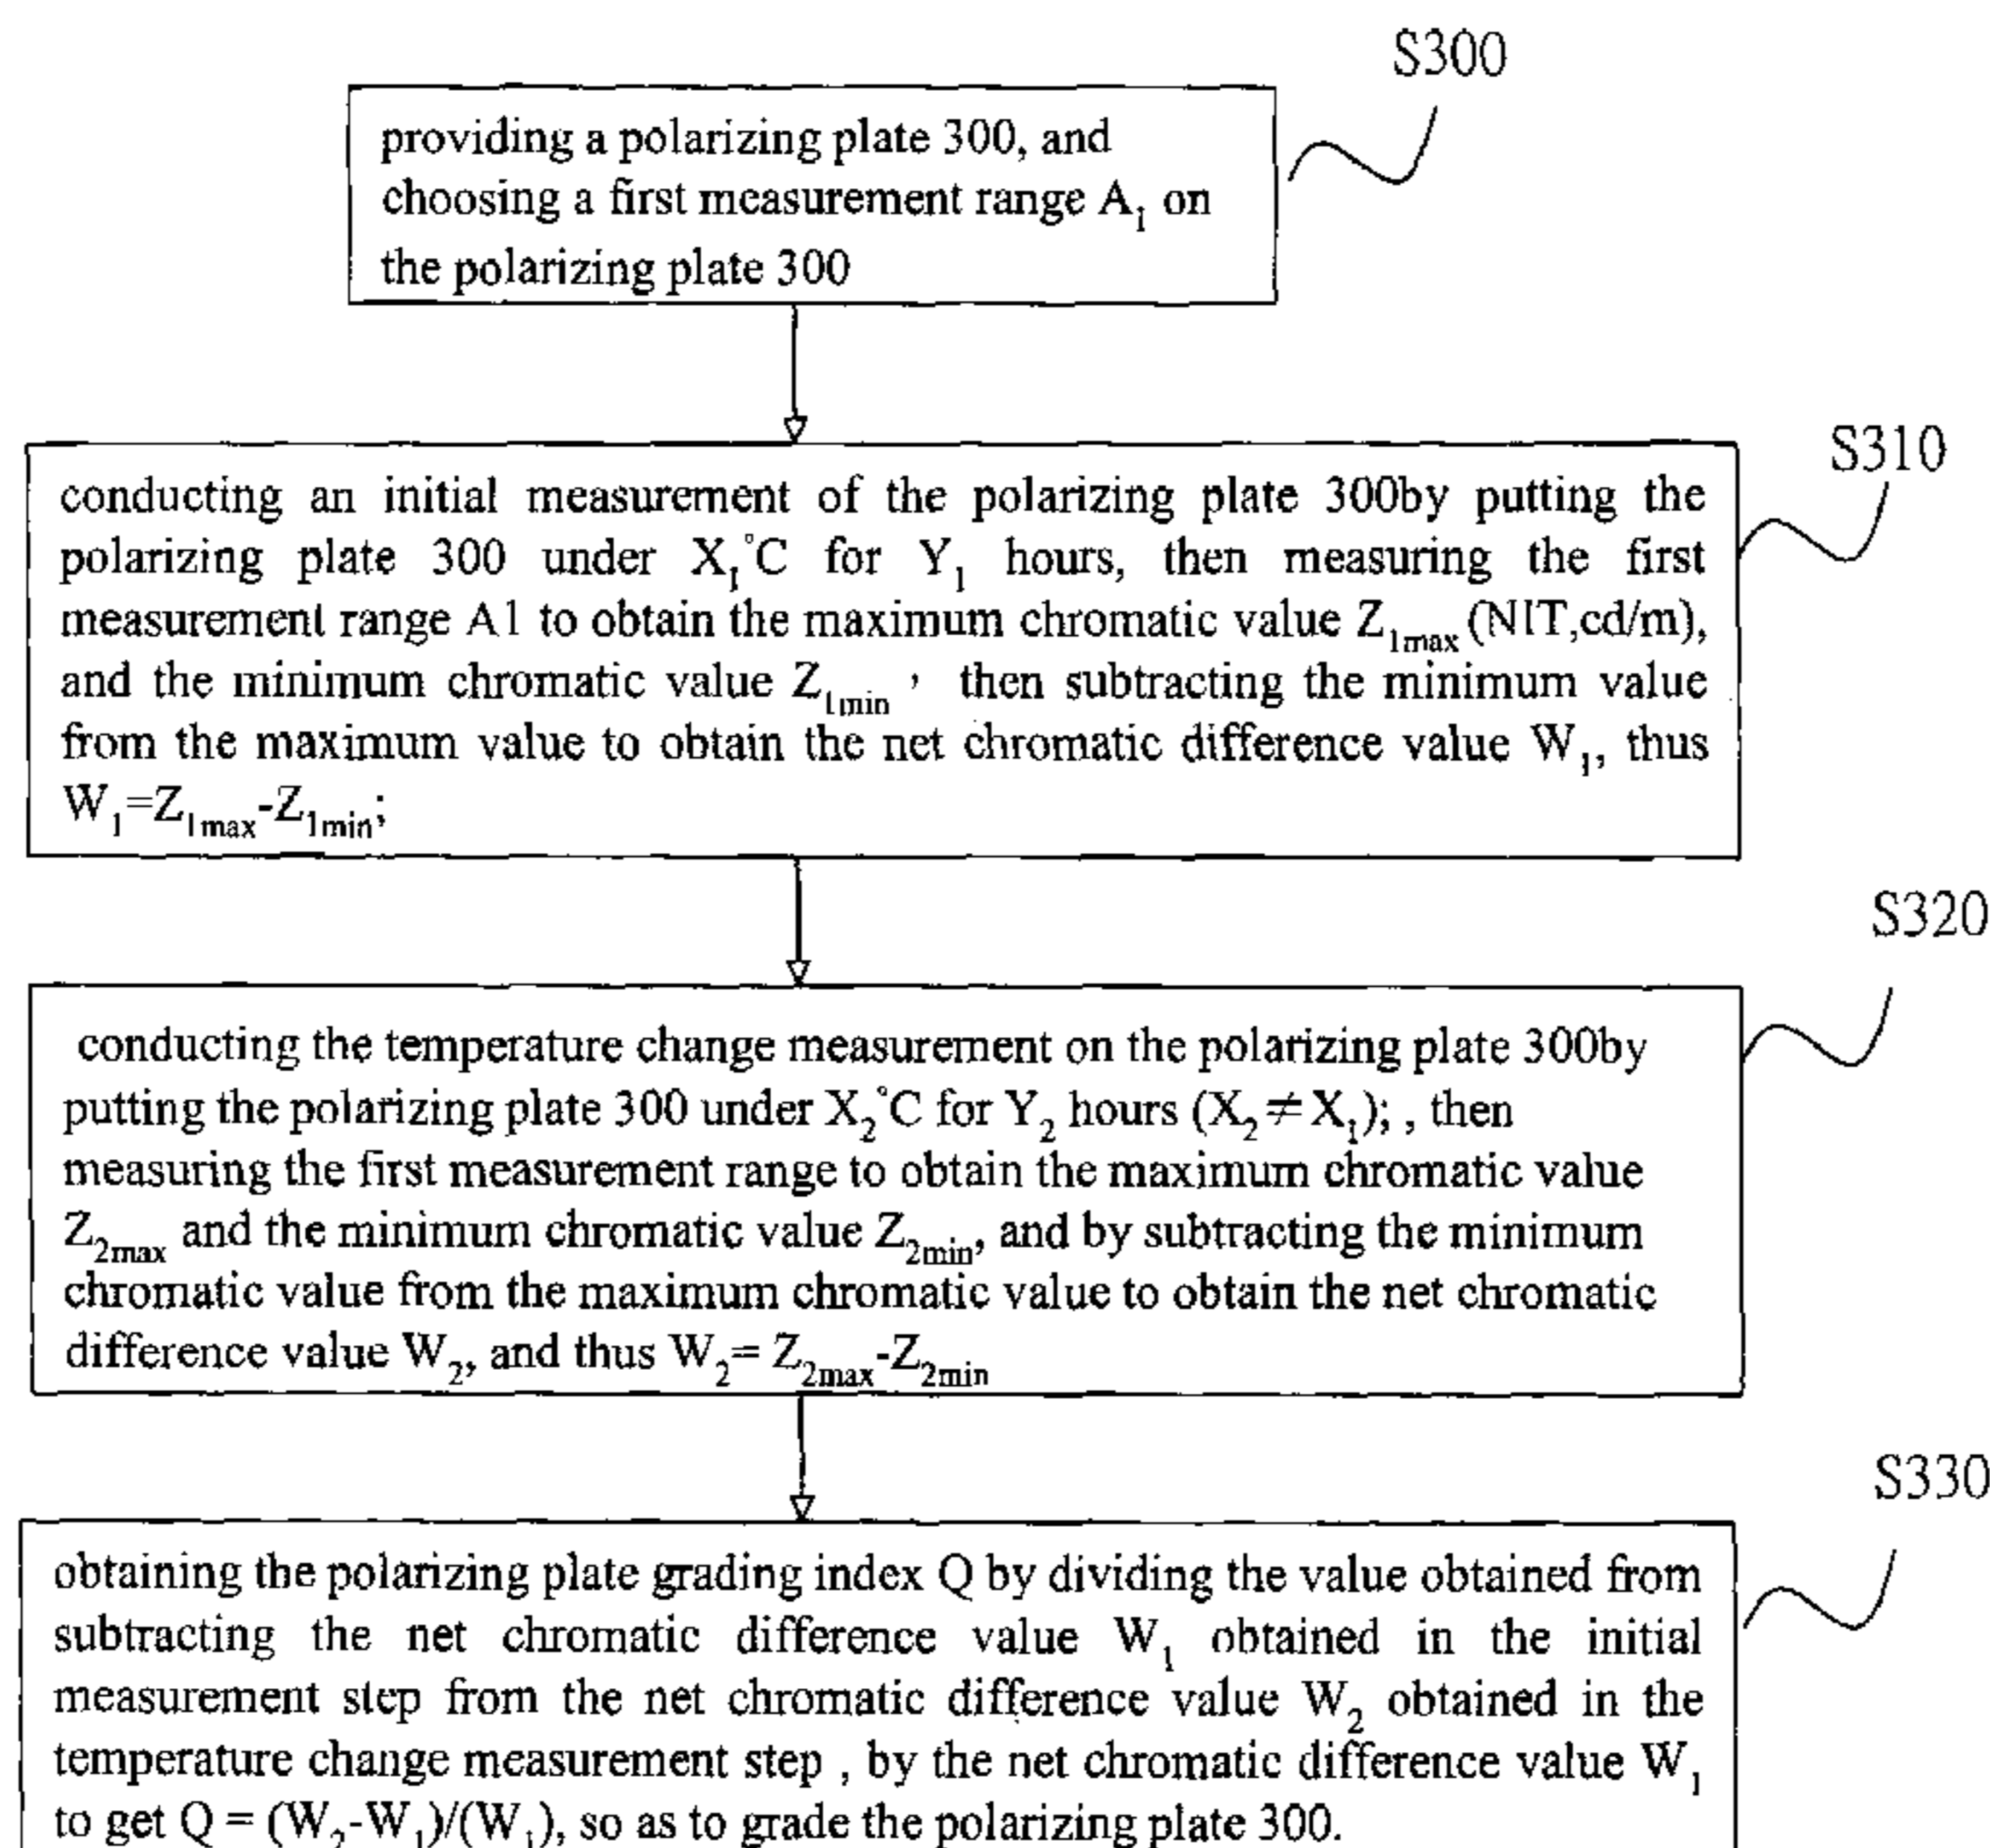 S300
providing a polarizing plate 300, and
choosing a first measurement range A₁ on
the polarizing plate 300
S310
conducting an initial measurement of the polarizing plate 300by putting the
polarizing plate 300 under X₁°C for Y₁ hours, then measuring the first
measurement range A1 to obtain the maximum chromatic value Z₁max (NIT,cd/m),
and the minimum chromatic value Z₁min , then subtracting the minimum value
from the maximum value to obtain the net chromatic difference value W₁, thus
W₁=Z₁max-Z₁min;
S320
conducting the temperature change measurement on the polarizing plate 300by
putting the polarizing plate 300 under X₂°C for Y₂ hours (X₂≠X₁); , then
measuring the first measurement range to obtain the maximum chromatic value
Z₂max and the minimum chromatic value Z₂min, and by subtracting the minimum
chromatic value from the maximum chromatic value to obtain the net chromatic
difference value W₂, and thus W₂= Z₂max-Z₂min
S330
obtaining the polarizing plate grading index Q by dividing the value obtained from
subtracting the net chromatic difference value W₁ obtained in the initial
measurement step from the net chromatic difference value W₂ obtained in the
temperature change measurement step , by the net chromatic difference value W₁
to get Q = (W₂-W₁)/(W₁), so as to grade the polarizing plate 300.